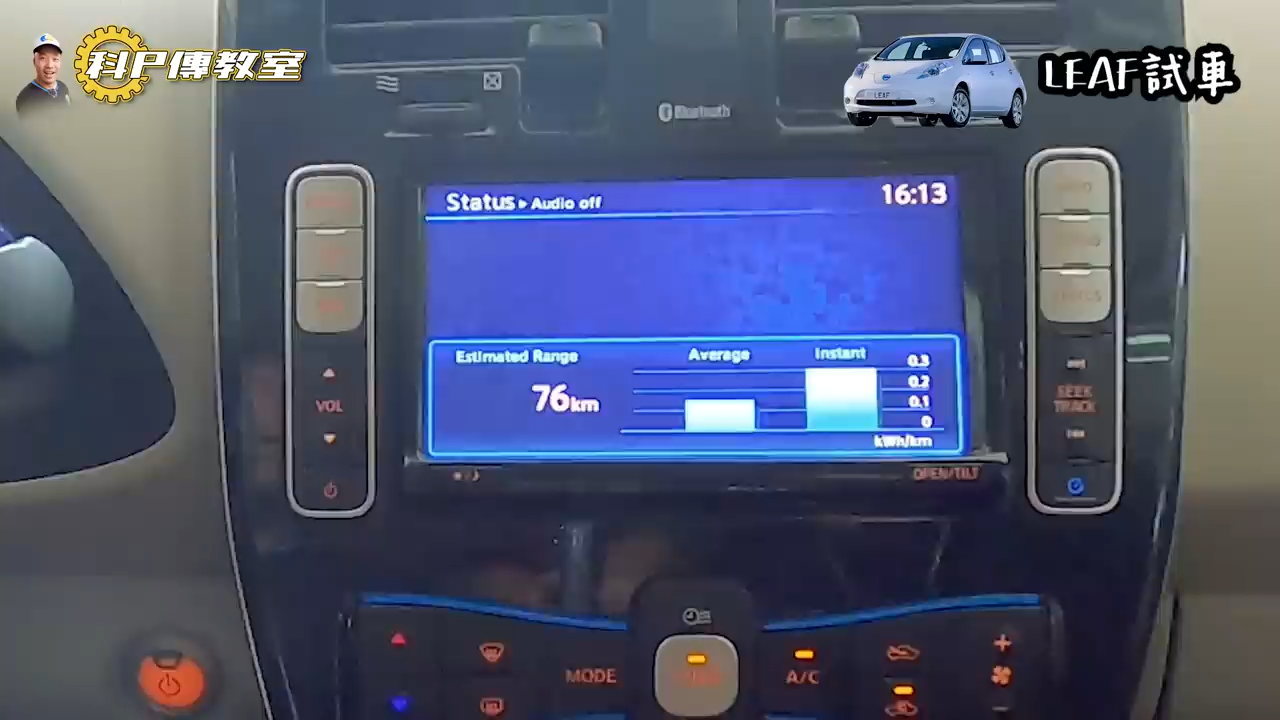 科P傳教室
LEAF試車
LEAF
Bluetooth
Status▸Audio off
16:13
Estimated Range
Average
Instant
76km
0.3
0.2
0.1
0
kWh/km
VOL
SEEK
TRACK
OPEN/TILT
MODE
A/C